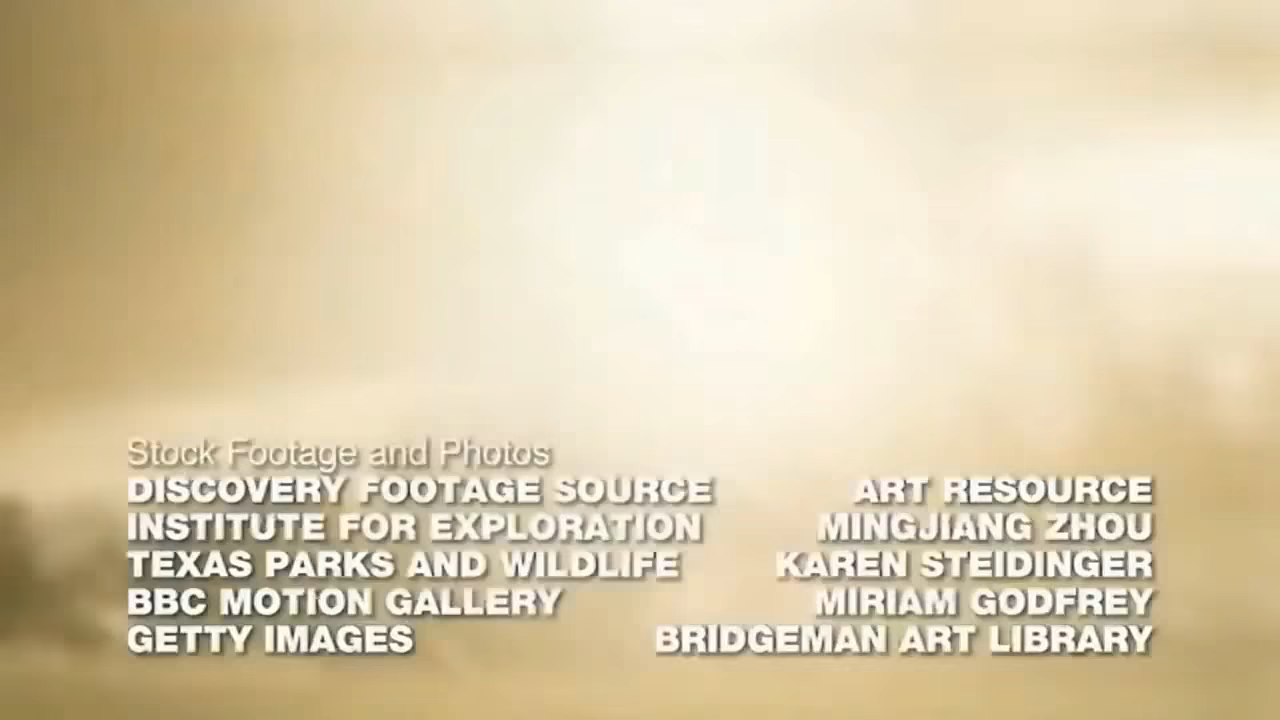 Stock Footage and Photos
DISCOVERY FOOTAGE SOURCE ART RESOURCE
INSTITUTE FOR EXPLORATION MINGJIANG ZHOU
TEXAS PARKS AND WILDLIFE KAREN STEIDINGER
BBC MOTION GALLERY MIRIAM GODFREY
GETTY IMAGES BRIDGEMAN ART LIBRARY